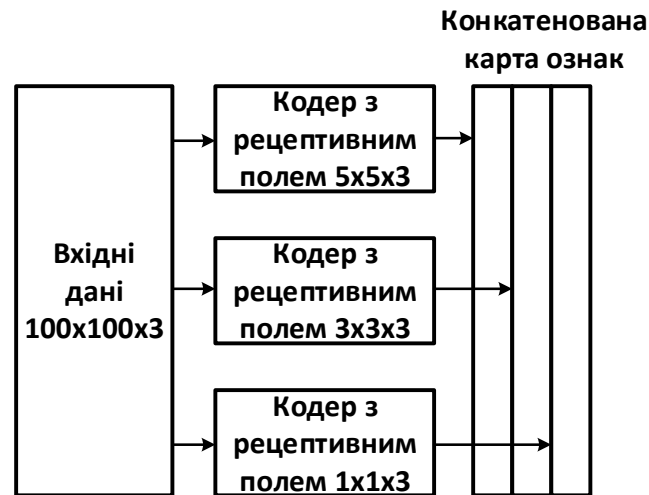 Конкатенована
карта ознак
Вхідні
дані
100x100x3
Кодер з
рецептивним
полем 5x5x3
Кодер з
рецептивним
полем 3x3x3
Кодер з
рецептивним
полем 1x1x3